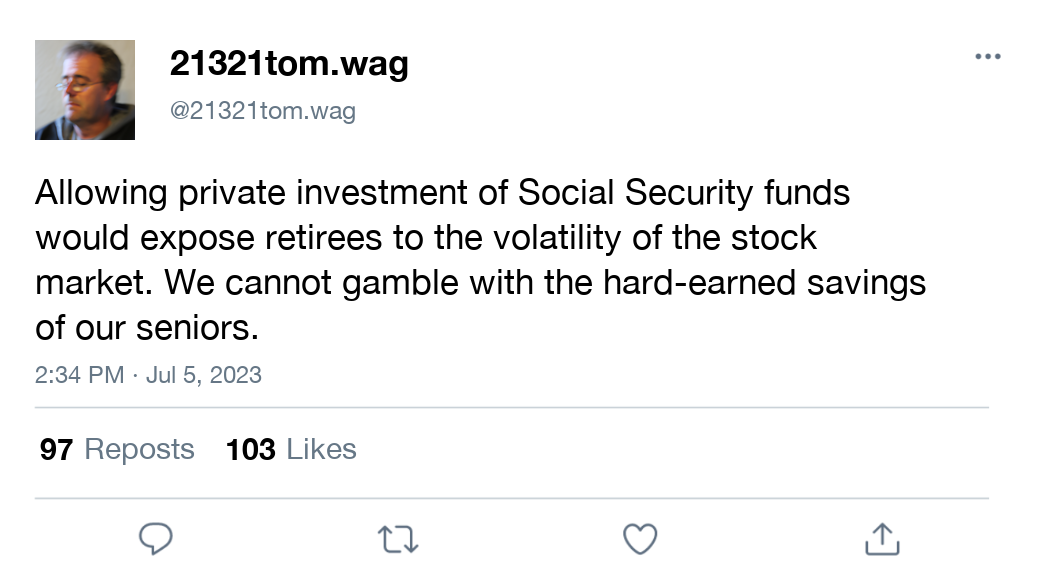 21321tom.wag
@21321tom.wag
Allowing private investment of Social Security funds
would expose retirees to the volatility of the stock
market. We cannot gamble with the hard-earned savings
of our seniors.
2:34 PM · Jul 5, 2023
97 Reposts 103 Likes